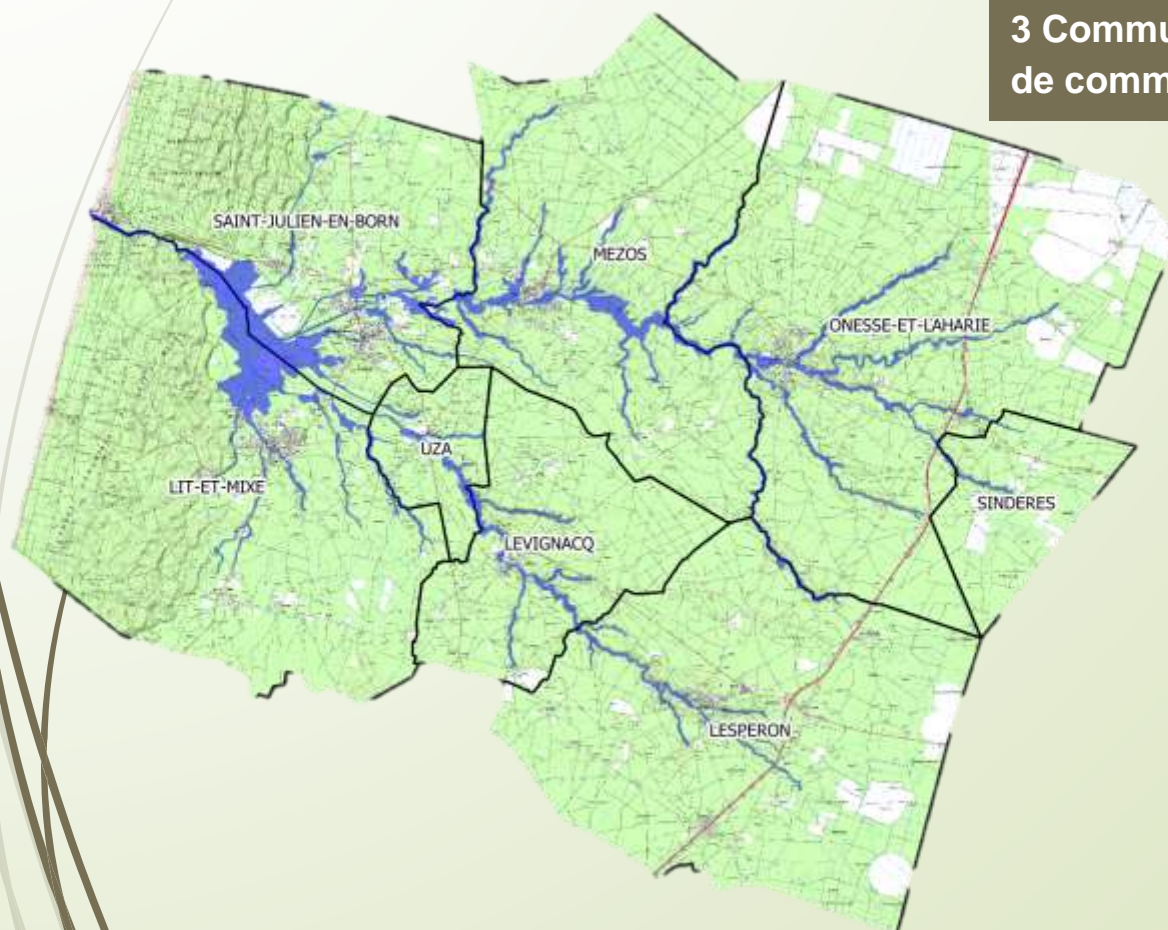 3 Commu
de comm
SAINT-JULIEN-EN-BORN
MEZOS
ONESSE-ET-LAHARIE
UZA
LIT-ET-MIXE
SINDERES
LEVIGNACQ
LESPERON